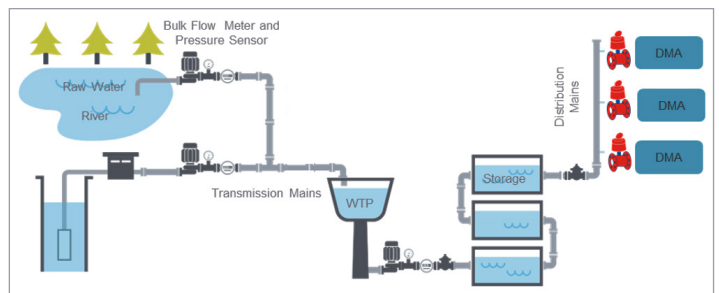 Bulk Flow Meter and
Pressure Sensor
Raw Water
River
Transmission Mains
WTP
Storage
Distribution
Mains
DMA
DMA
DMA